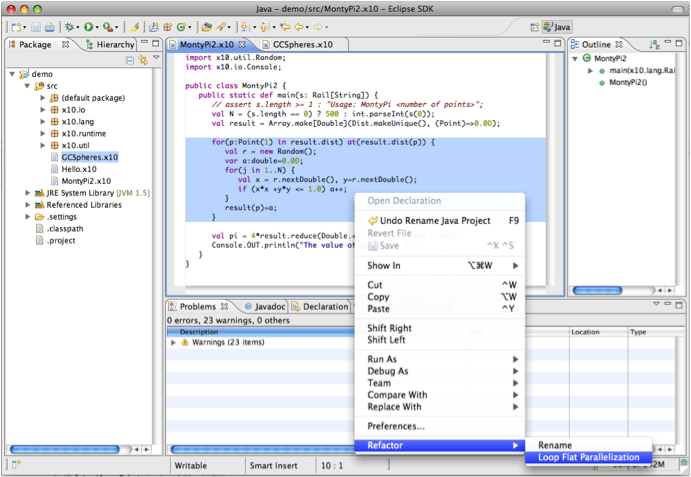 Java - demo/src/MontyPi2.x10 - Eclipse SDK
Java
Package
Hierarchy
demo
src
(default package)
x10.io
x10.lang
x10.runtime
x10.util
GCSpheres.x10
Hello.x10
MontyPi2.x10
JRE System Library [JVM 1.5]
Referenced Libraries
.settings
.classpath
.project
MontyPi2.x10
GCSpheres.x10
import x10.util.Random;
import x10.io.Console;
public class MontyPi2 {
public static def main(s: Rail[String]) {
// assert s.length >= 1 : "Usage: MontyPi <number of points>";
val N = (s.length == 0) ? 500 : int.parseInt(s(0));
val result = Array.make[Double](Dist.makeUnique(), (Point)=>0.0D);
for(p:Point(1) in result.dist) at(result.dist(p)) {
val r = new Random();
var a:double=0.0D;
for(j in 1..N) {
val x = r.nextDouble(), y=r.nextDouble();
if (x*x +y*y <= 1.0) a++;
}
result(p)=a;
}
val pi = 4*result.reduce(Double.
Console.OUT.println("The value of
}
}
Outline
MontyPi2
main(x10.lang.Rai
MontyPi2()
Open Declaration
Undo Rename Java Project F9
Revert File
Save ^X ^S
Show In ⌥⌘W
Cut ^W
Copy ⌥W
Paste ^Y
Shift Right
Shift Left
Run As
Debug As
Team
Compare With
Replace With
Preferences...
Refactor
Rename
Loop Flat Parallelization
Problems
Javadoc
Declaration
0 errors, 23 warnings, 0 others
Description
Location
Type
Warnings (23 items)
Writable
Smart Insert
10 : 1